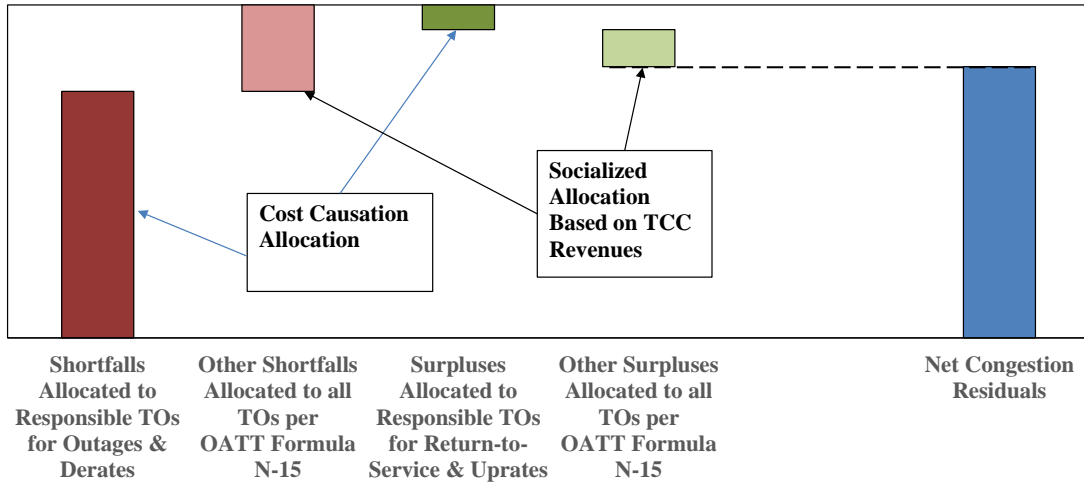 Cost Causation
Allocation
Socialized
Allocation
Based on TCC
Revenues
Shortfalls
Allocated to
Responsible TOs
for Outages &
Derates
Other Shortfalls
Allocated to all
TOs per
OATT Formula
N-15
Surpluses
Allocated to
Responsible TOs
for Return-to-
Service & Uprates
Other Surpluses
Allocated to all
TOs per
OATT Formula
N-15
Net Congestion
Residuals